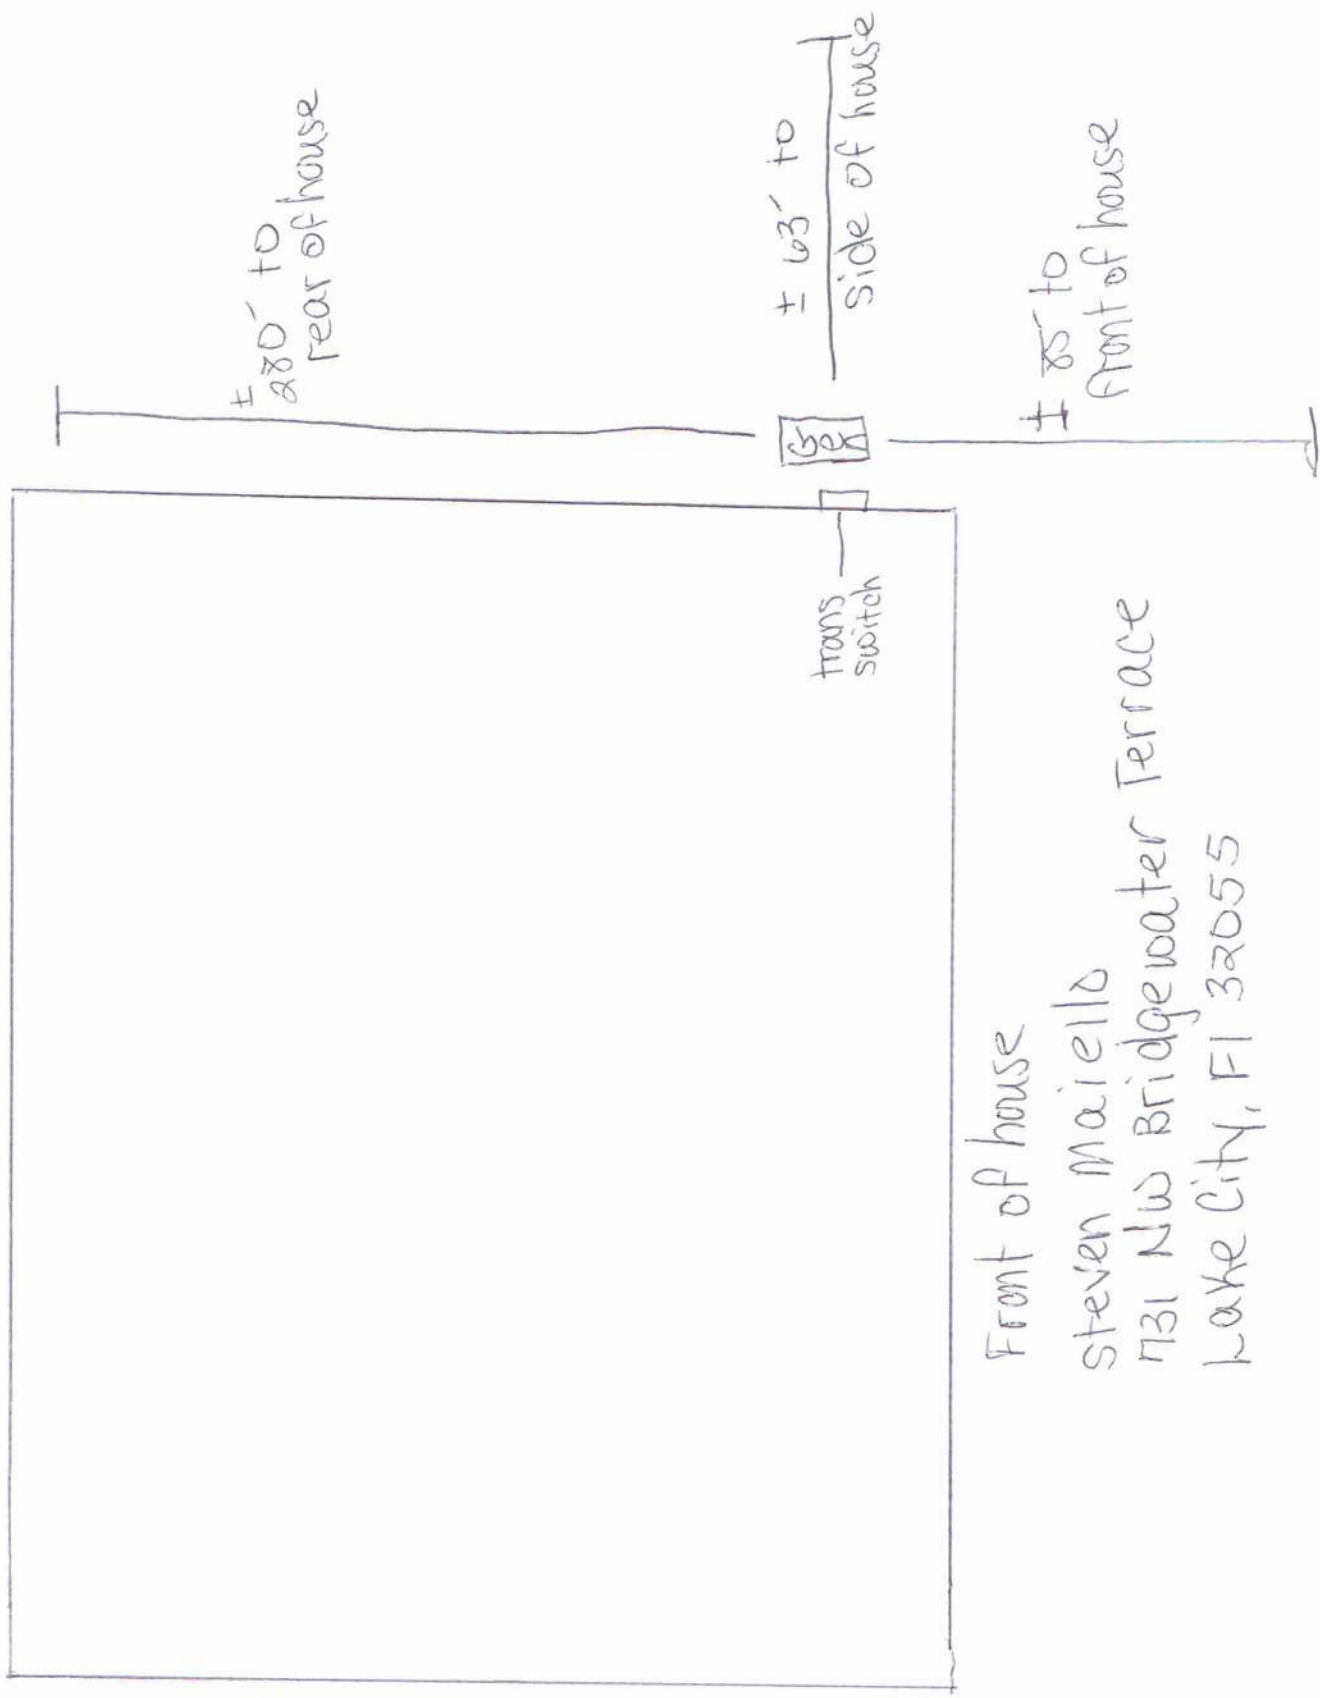 ±
280' to
rear of house
± 63' to
side of house
Gen
± 85' to
front of house
trans
switch
Front of house
Steven Maiello
731 NW Bridgewater Terrace
Lake City, Fl 32055